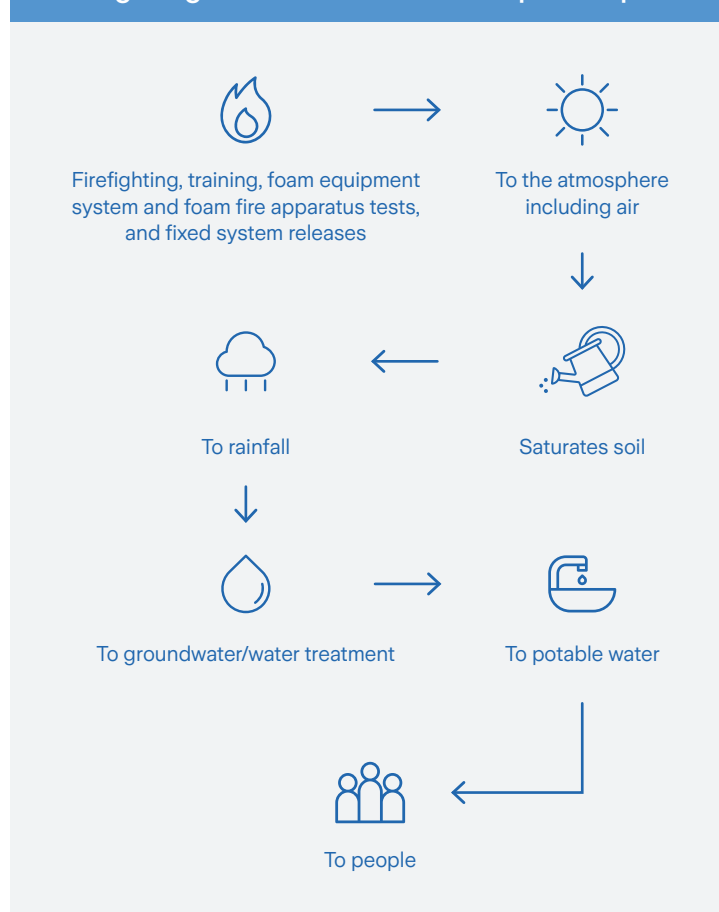 Firefighting, training, foam equipment
system and foam fire apparatus tests,
and fixed system releases
To the atmosphere
including air
Saturates soil
To rainfall
To groundwater/water treatment
To potable water
To people